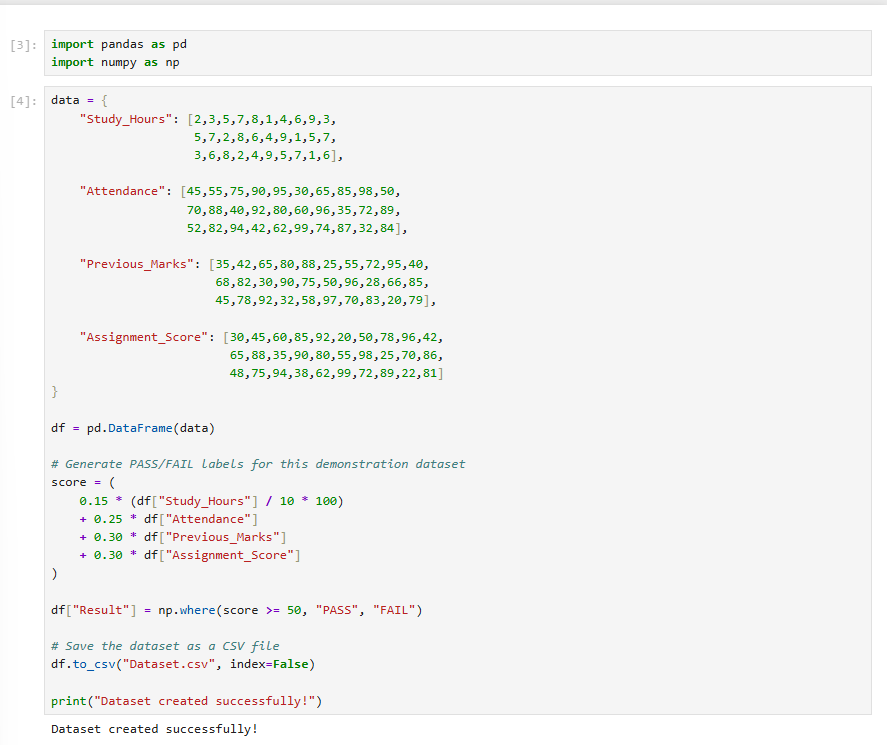 [3]: import pandas as pd
import numpy as np
[4]: data = {
    "Study_Hours": [2,3,5,7,8,1,4,6,9,3,
                    5,7,2,8,6,4,9,1,5,7,
                    3,6,8,2,4,9,5,7,1,6],
    "Attendance": [45,55,75,90,95,30,65,85,98,50,
                   70,88,40,92,80,60,96,35,72,89,
                   52,82,94,42,62,99,74,87,32,84],
    "Previous_Marks": [35,42,65,80,88,25,55,72,95,40,
                       68,82,30,90,75,50,96,28,66,85,
                       45,78,92,32,58,97,70,83,20,79],
    "Assignment_Score": [30,45,60,85,92,20,50,78,96,42,
                         65,88,35,90,80,55,98,25,70,86,
                         48,75,94,38,62,99,72,89,22,81]
}
df = pd.DataFrame(data)
# Generate PASS/FAIL labels for this demonstration dataset
score = (
    0.15 * (df["Study_Hours"] / 10 * 100)
    + 0.25 * df["Attendance"]
    + 0.30 * df["Previous_Marks"]
    + 0.30 * df["Assignment_Score"]
)
df["Result"] = np.where(score >= 50, "PASS", "FAIL")
# Save the dataset as a CSV file
df.to_csv("Dataset.csv", index=False)
print("Dataset created successfully!")
Dataset created successfully!